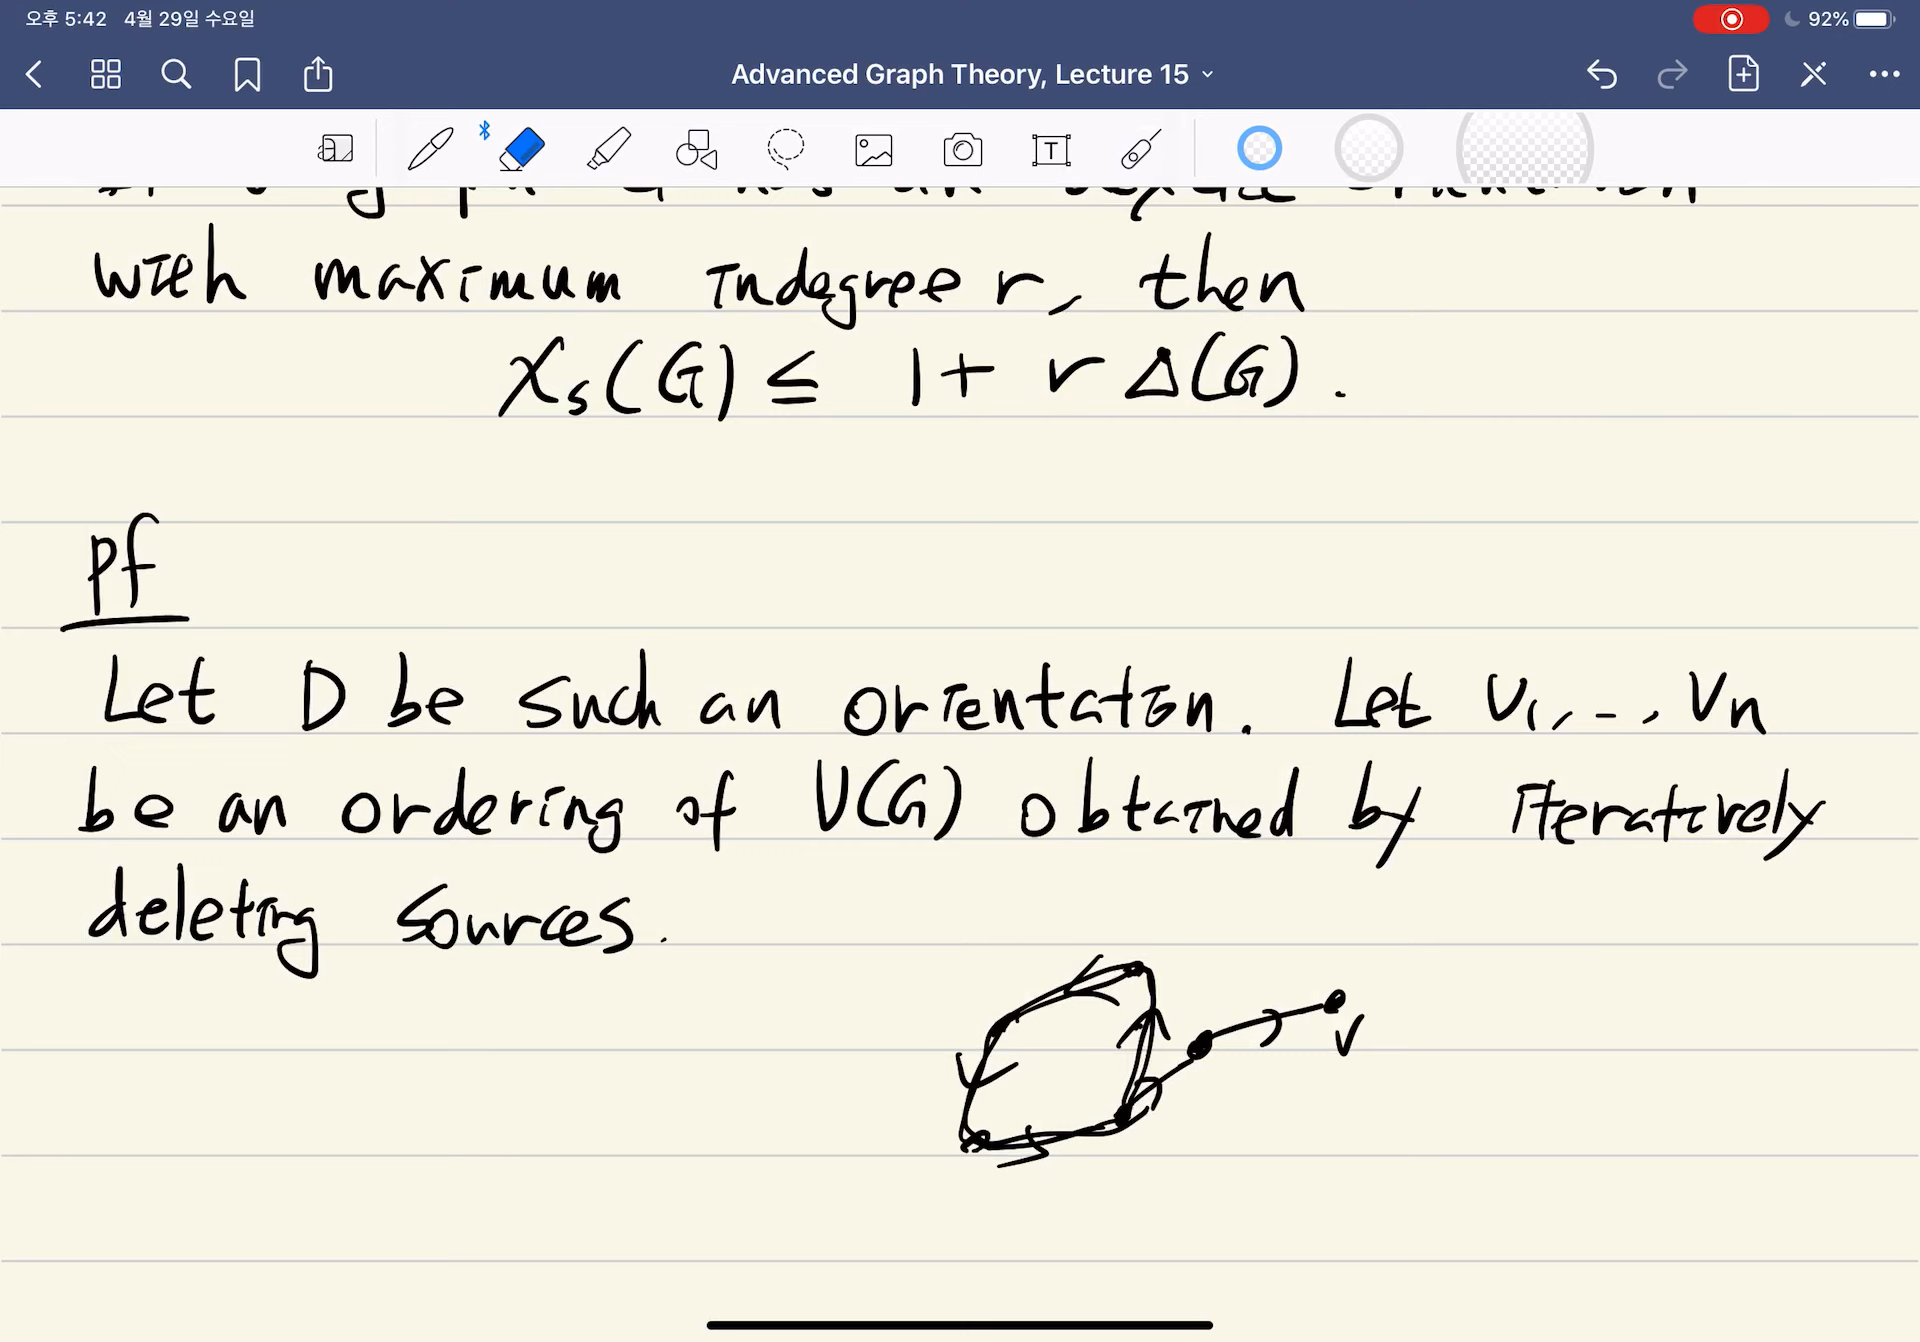 오후 5:42 4월 29일 수요일
92%
Advanced Graph Theory, Lecture 15
with maximum indegree r, then
χs(G) ≤ 1 + r Δ(G).
pf
Let D be such an orientation. Let v1, .., vn
be an ordering of V(G) obtained by iteratively
deleting sources.
v